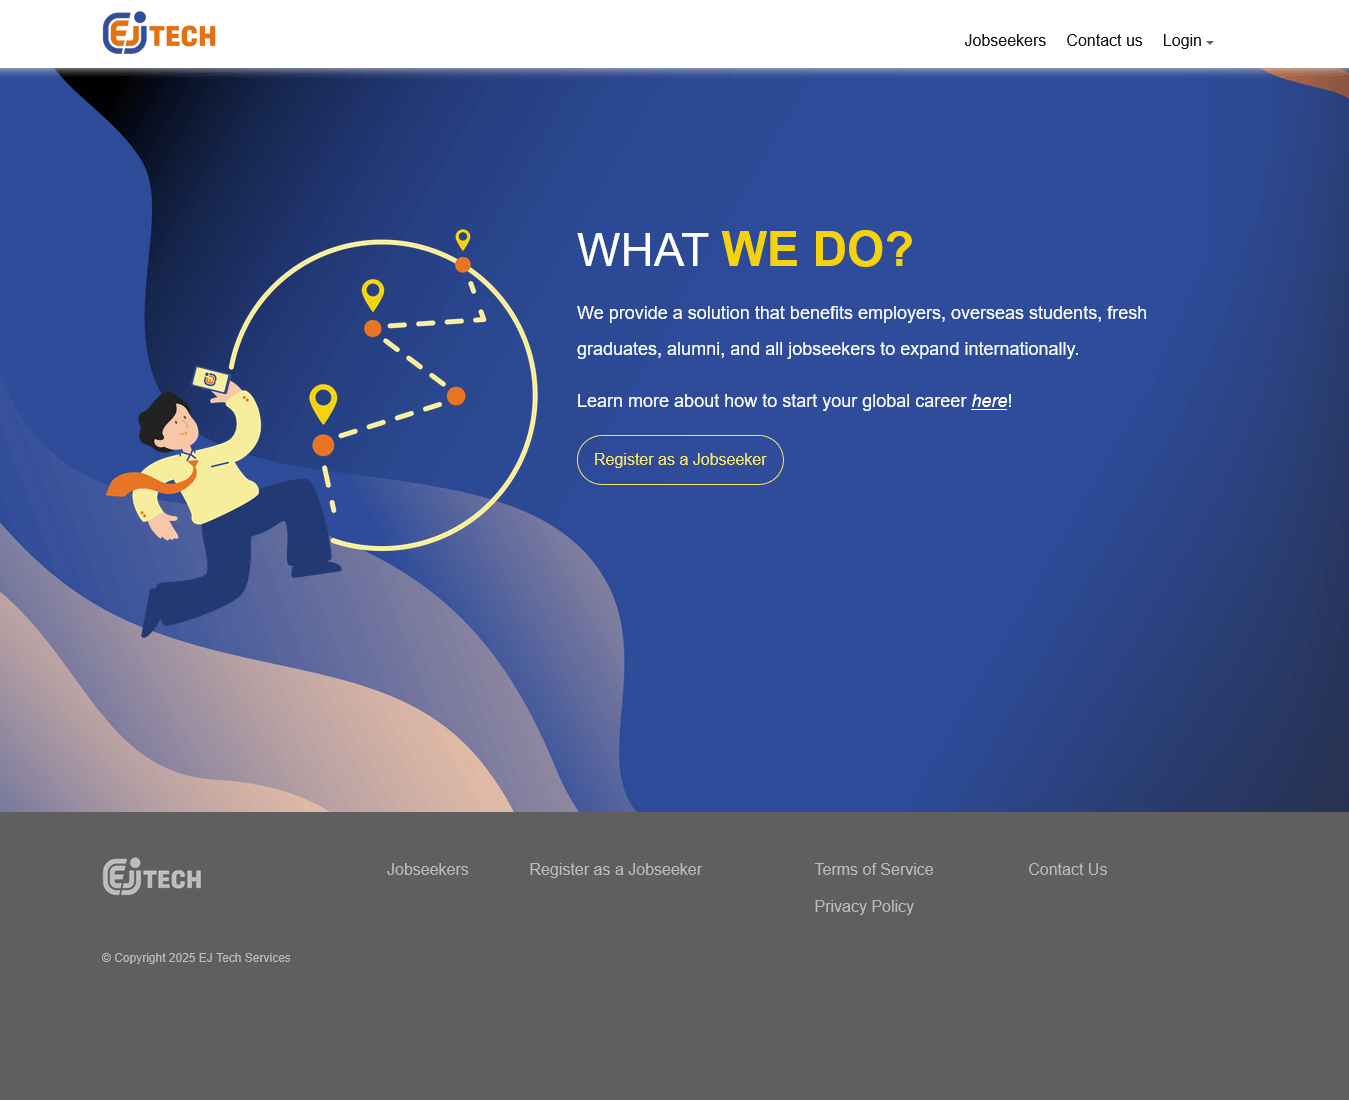 EJ TECH
Jobseekers Contact us Login
WHAT WE DO?
We provide a solution that benefits employers, overseas students, fresh
graduates, alumni, and all jobseekers to expand internationally.
Learn more about how to start your global career here!
Register as a Jobseeker
EJ TECH
Jobseekers Register as a Jobseeker Terms of Service Contact Us
Privacy Policy
© Copyright 2025 EJ Tech Services